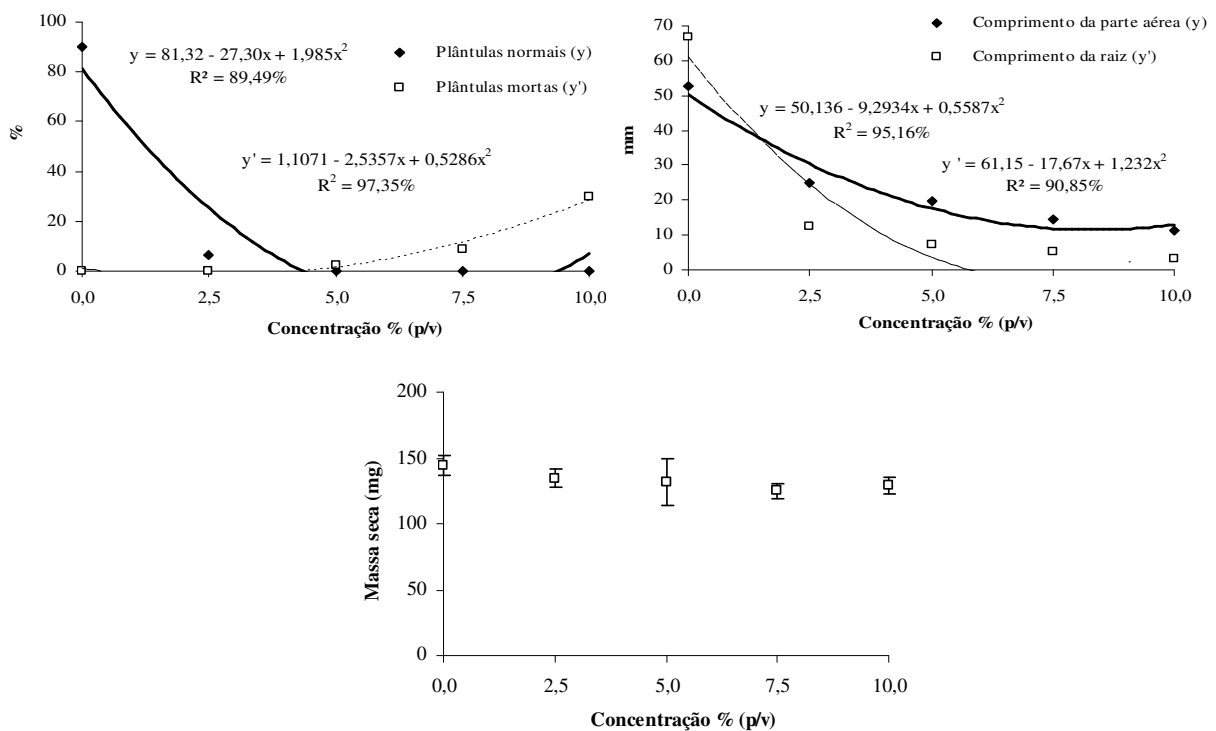 100
80
60
40
20
0
%
y = 81,32 - 27,30x + 1,985x²
R² = 89,49%
Plântulas normais (y)
Plântulas mortas (y')
y' = 1,1071 - 2,5357x + 0,5286x²
R² = 97,35%
0,0 2,5 5,0 7,5 10,0
Concentração % (p/v)
70
60
50
40
30
20
10
0
mm
Comprimento da parte aérea (y)
Comprimento da raiz (y')
y = 50,136 - 9,2934x + 0,5587x²
R² = 95,16%
y ' = 61,15 - 17,67x + 1,232x²
R² = 90,85%
0,0 2,5 5,0 7,5 10,0
Concentração % (p/v)
200
150
100
50
0
Massa seca (mg)
0,0 2,5 5,0 7,5 10,0
Concentração % (p/v)